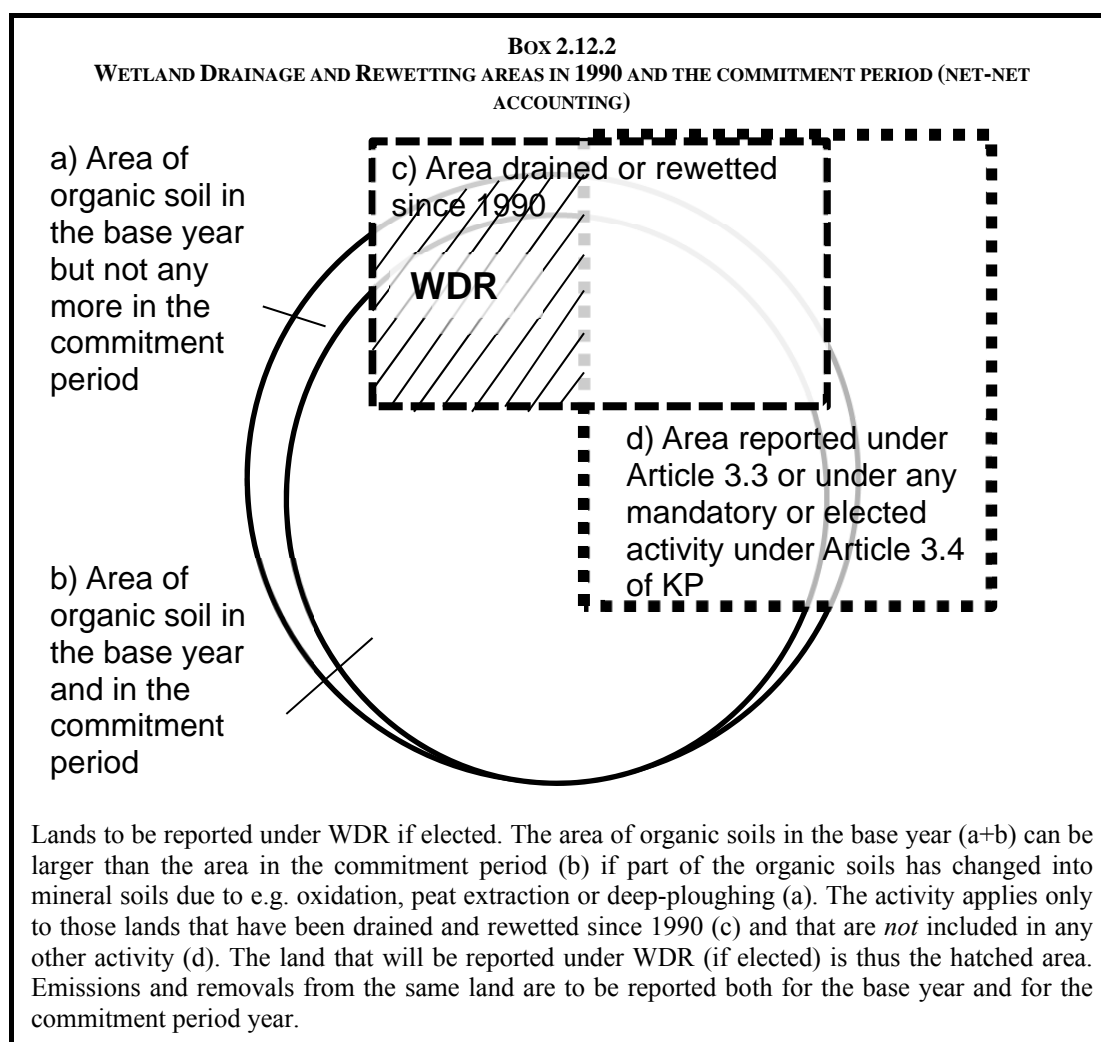 BOX 2.12.2
WETLAND DRAINAGE AND REWETTING AREAS IN 1990 AND THE COMMITMENT PERIOD (NET-NET
ACCOUNTING)
a) Area of
organic soil in
the base year
but not any
more in the
commitment
period
c) Area drained or rewetted
since 1990
WDR
d) Area reported under
Article 3.3 or under any
mandatory or elected
activity under Article 3.4
of KP
b) Area of
organic soil in
the base year
and in the
commitment
period
Lands to be reported under WDR if elected. The area of organic soils in the base year (a+b) can be
larger than the area in the commitment period (b) if part of the organic soils has changed into
mineral soils due to e.g. oxidation, peat extraction or deep-ploughing (a). The activity applies only
to those lands that have been drained and rewetted since 1990 (c) and that are not included in any
other activity (d). The land that will be reported under WDR (if elected) is thus the hatched area.
Emissions and removals from the same land are to be reported both for the base year and for the
commitment period year.